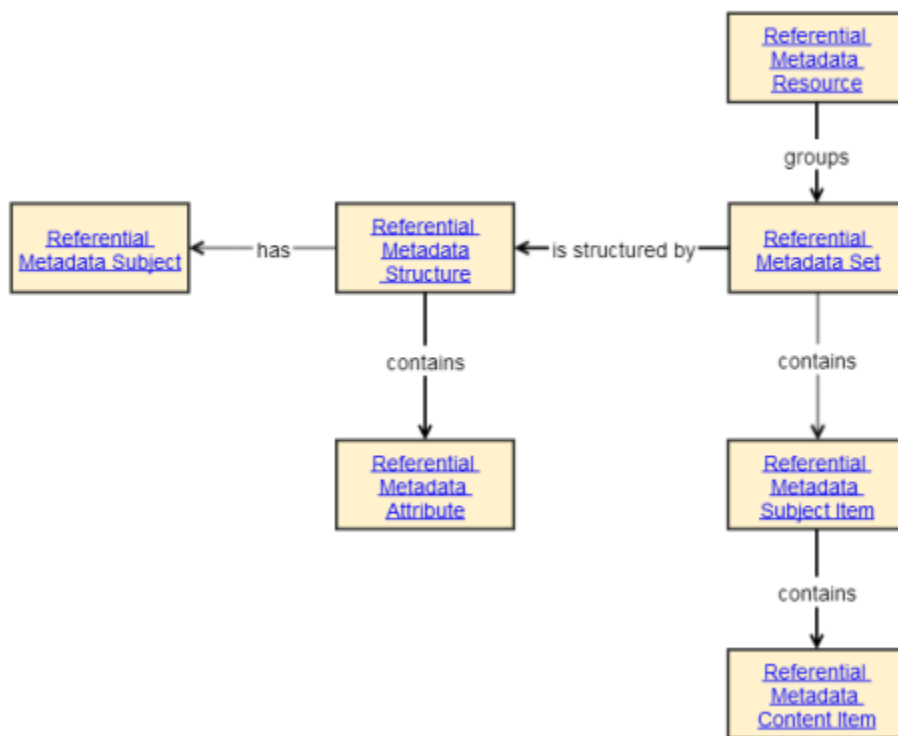 Referential
Metadata
Resource
groups
Referential
Metadata Subject
has
Referential
Metadata
Structure
is structured by
Referential
Metadata Set
contains
contains
Referential
Metadata
Attribute
Referential
Metadata
Subject Item
contains
Referential
Metadata
Content Item